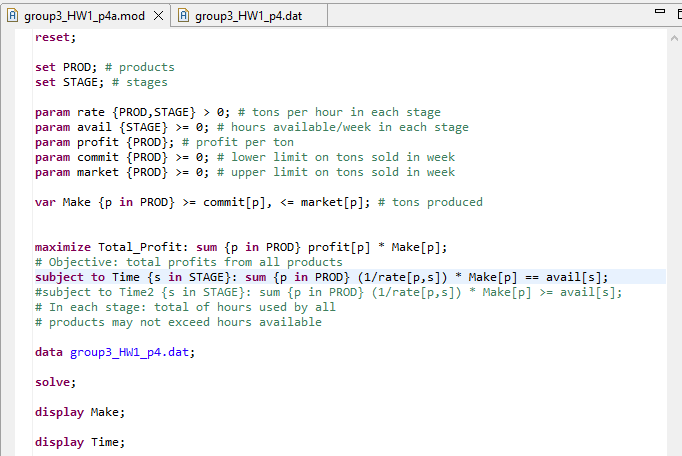 group3_HW1_p4a.mod
group3_HW1_p4.dat
reset;
set PROD; # products
set STAGE; # stages
param rate {PROD,STAGE} > 0; # tons per hour in each stage
param avail {STAGE} >= 0; # hours available/week in each stage
param profit {PROD}; # profit per ton
param commit {PROD} >= 0; # lower limit on tons sold in week
param market {PROD} >= 0; # upper limit on tons sold in week
var Make {p in PROD} >= commit[p], <= market[p]; # tons produced
maximize Total_Profit: sum {p in PROD} profit[p] * Make[p];
# Objective: total profits from all products
subject to Time {s in STAGE}: sum {p in PROD} (1/rate[p,s]) * Make[p] == avail[s];
#subject to Time2 {s in STAGE}: sum {p in PROD} (1/rate[p,s]) * Make[p] >= avail[s];
# In each stage: total of hours used by all
# products may not exceed hours available
data group3_HW1_p4.dat;
solve;
display Make;
display Time;